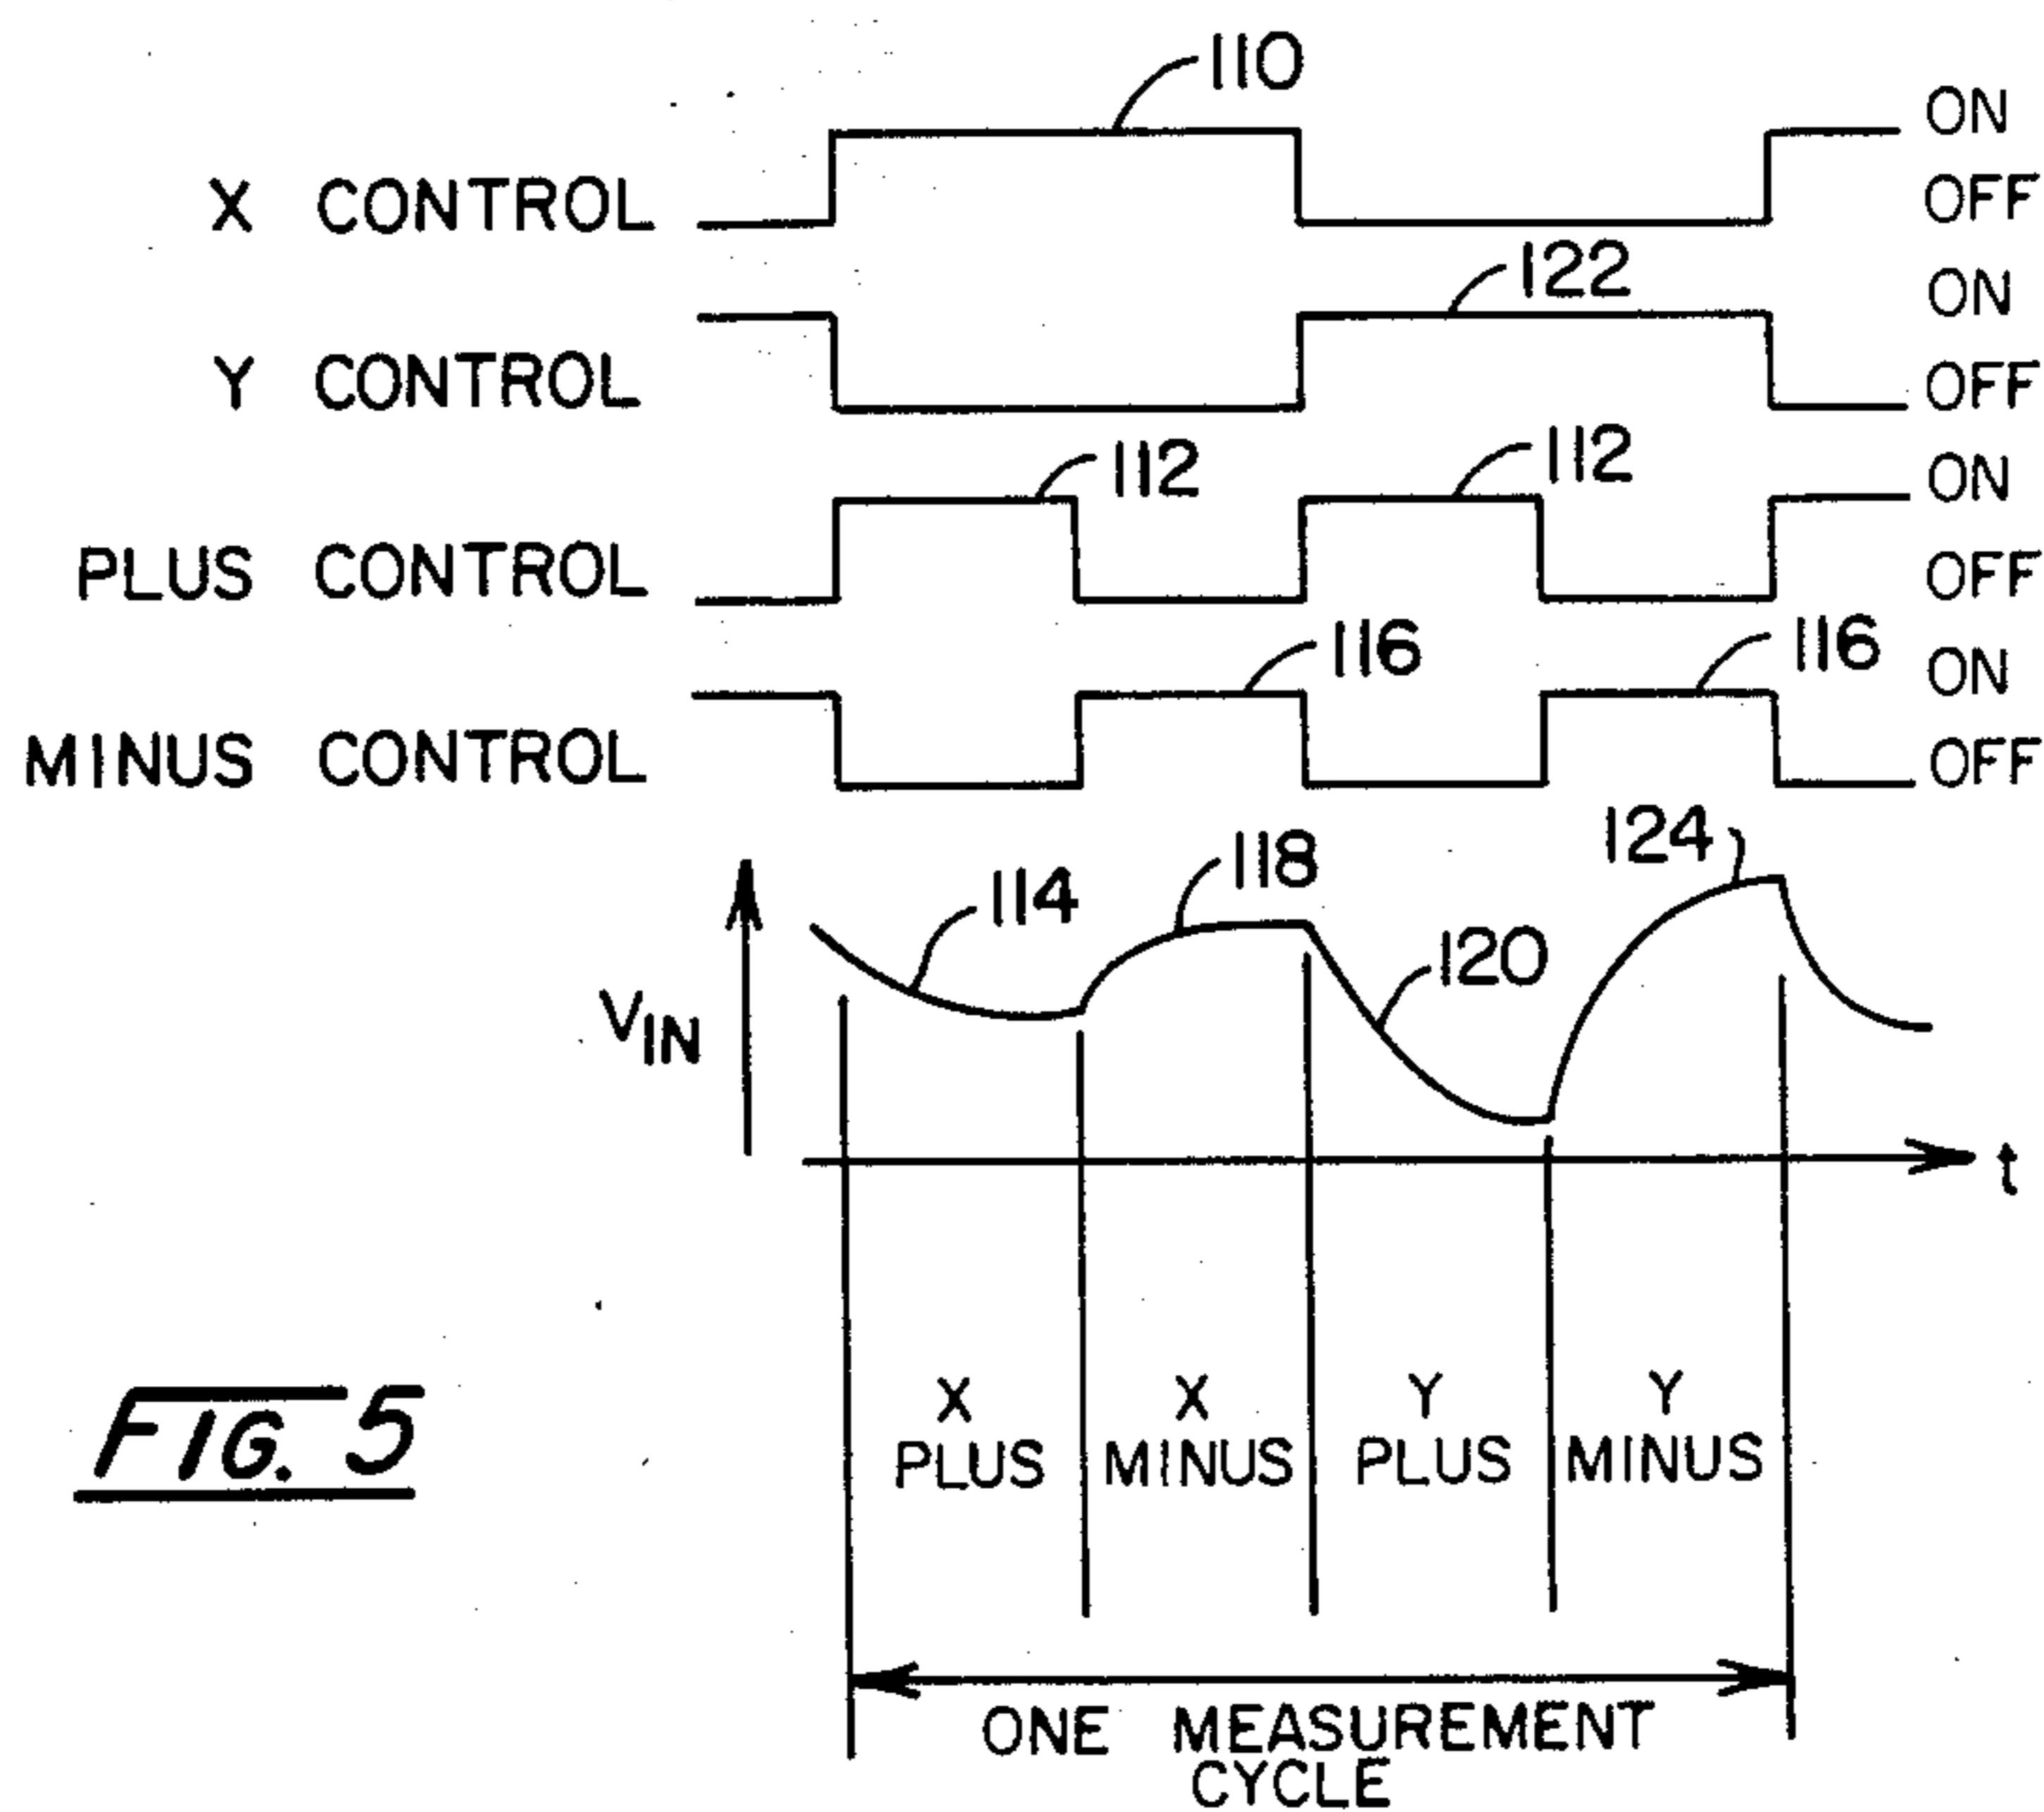 110
ON
X CONTROL
OFF
122
ON
Y CONTROL
OFF
112
112
ON
PLUS CONTROL
OFF
116
116
ON
MINUS CONTROL
OFF
114
118
120
124
VIN
t
X PLUS
X MINUS
Y PLUS
Y MINUS
FIG. 5
ONE MEASUREMENT
CYCLE